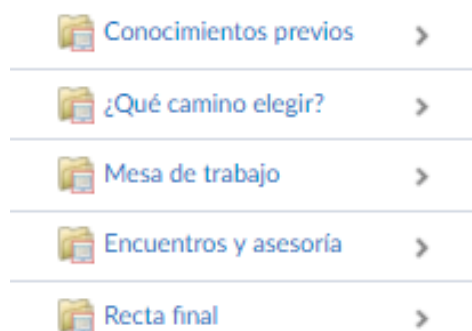 Conocimientos previos
¿Qué camino elegir?
Mesa de trabajo
Encuentros y asesoría
Recta final